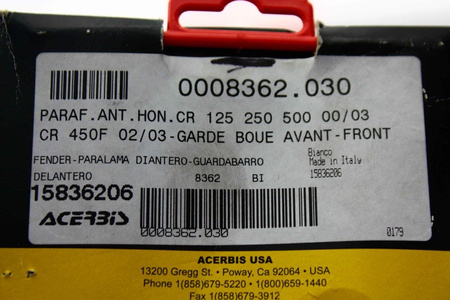 0008362.030
PARAF.ANT.HON.CR 125 250 500 00/03
CR 450F 02/03-GARDE BOUE AVANT-FRONT
FENDER-PARALAMA DIANTERO-GUARDABARRO
Bianco
Made in Italy
DELANTERO 8362 BI 15836206
15836206
ACERBIS
0008362.030 0179
ACERBIS USA
13200 Gregg St. • Poway, Ca 92064 • USA
Phone 1(858)679-5220 • 1(800)659-1440
Fax 1(858)679-3912